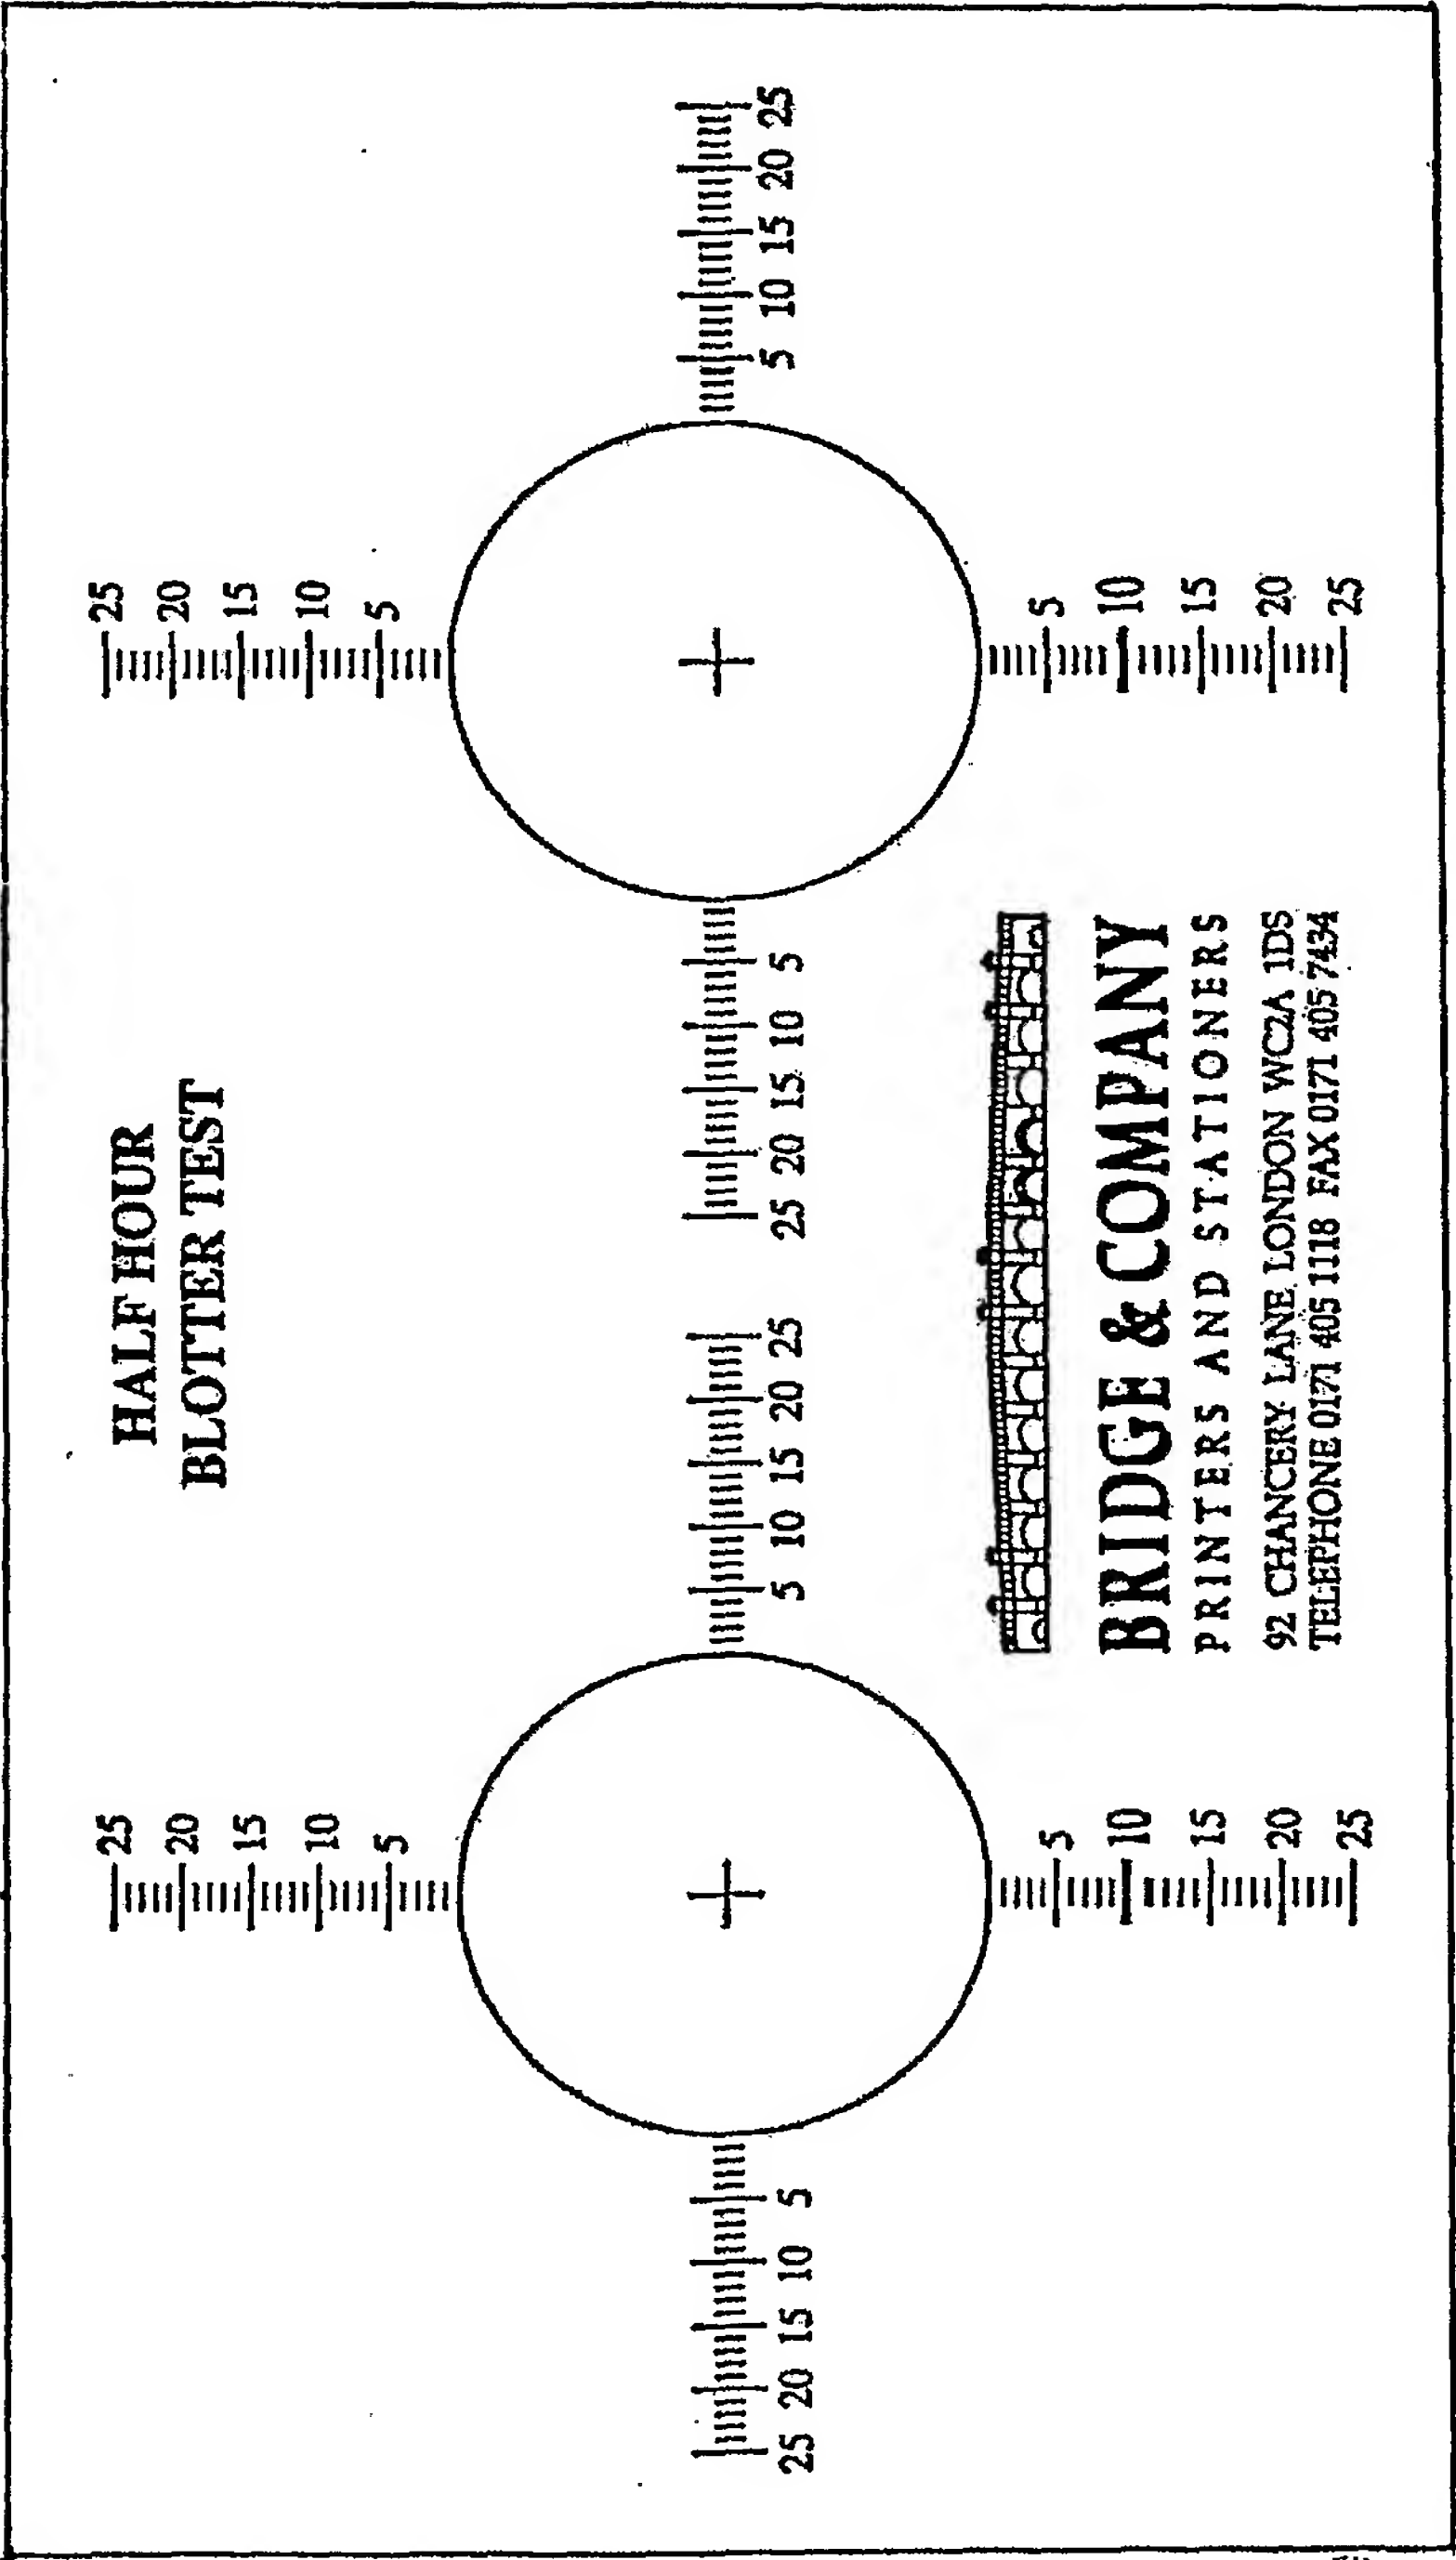 HALF HOUR
BLOTTER TEST
25
20
15
10
5
25
20
15
10
5
25 20 15 10 5
5 10 15 20 25
25 20 15 10 5
5 10 15 20 25
5
10
15
20
25
BRIDGE & COMPANY
PRINTERS AND STATIONERS
92 CHANCERY LANE LONDON WC2A 1DS
TELEPHONE 0171 405 1118 FAX 0171 405 7434
5
10
15
20
25